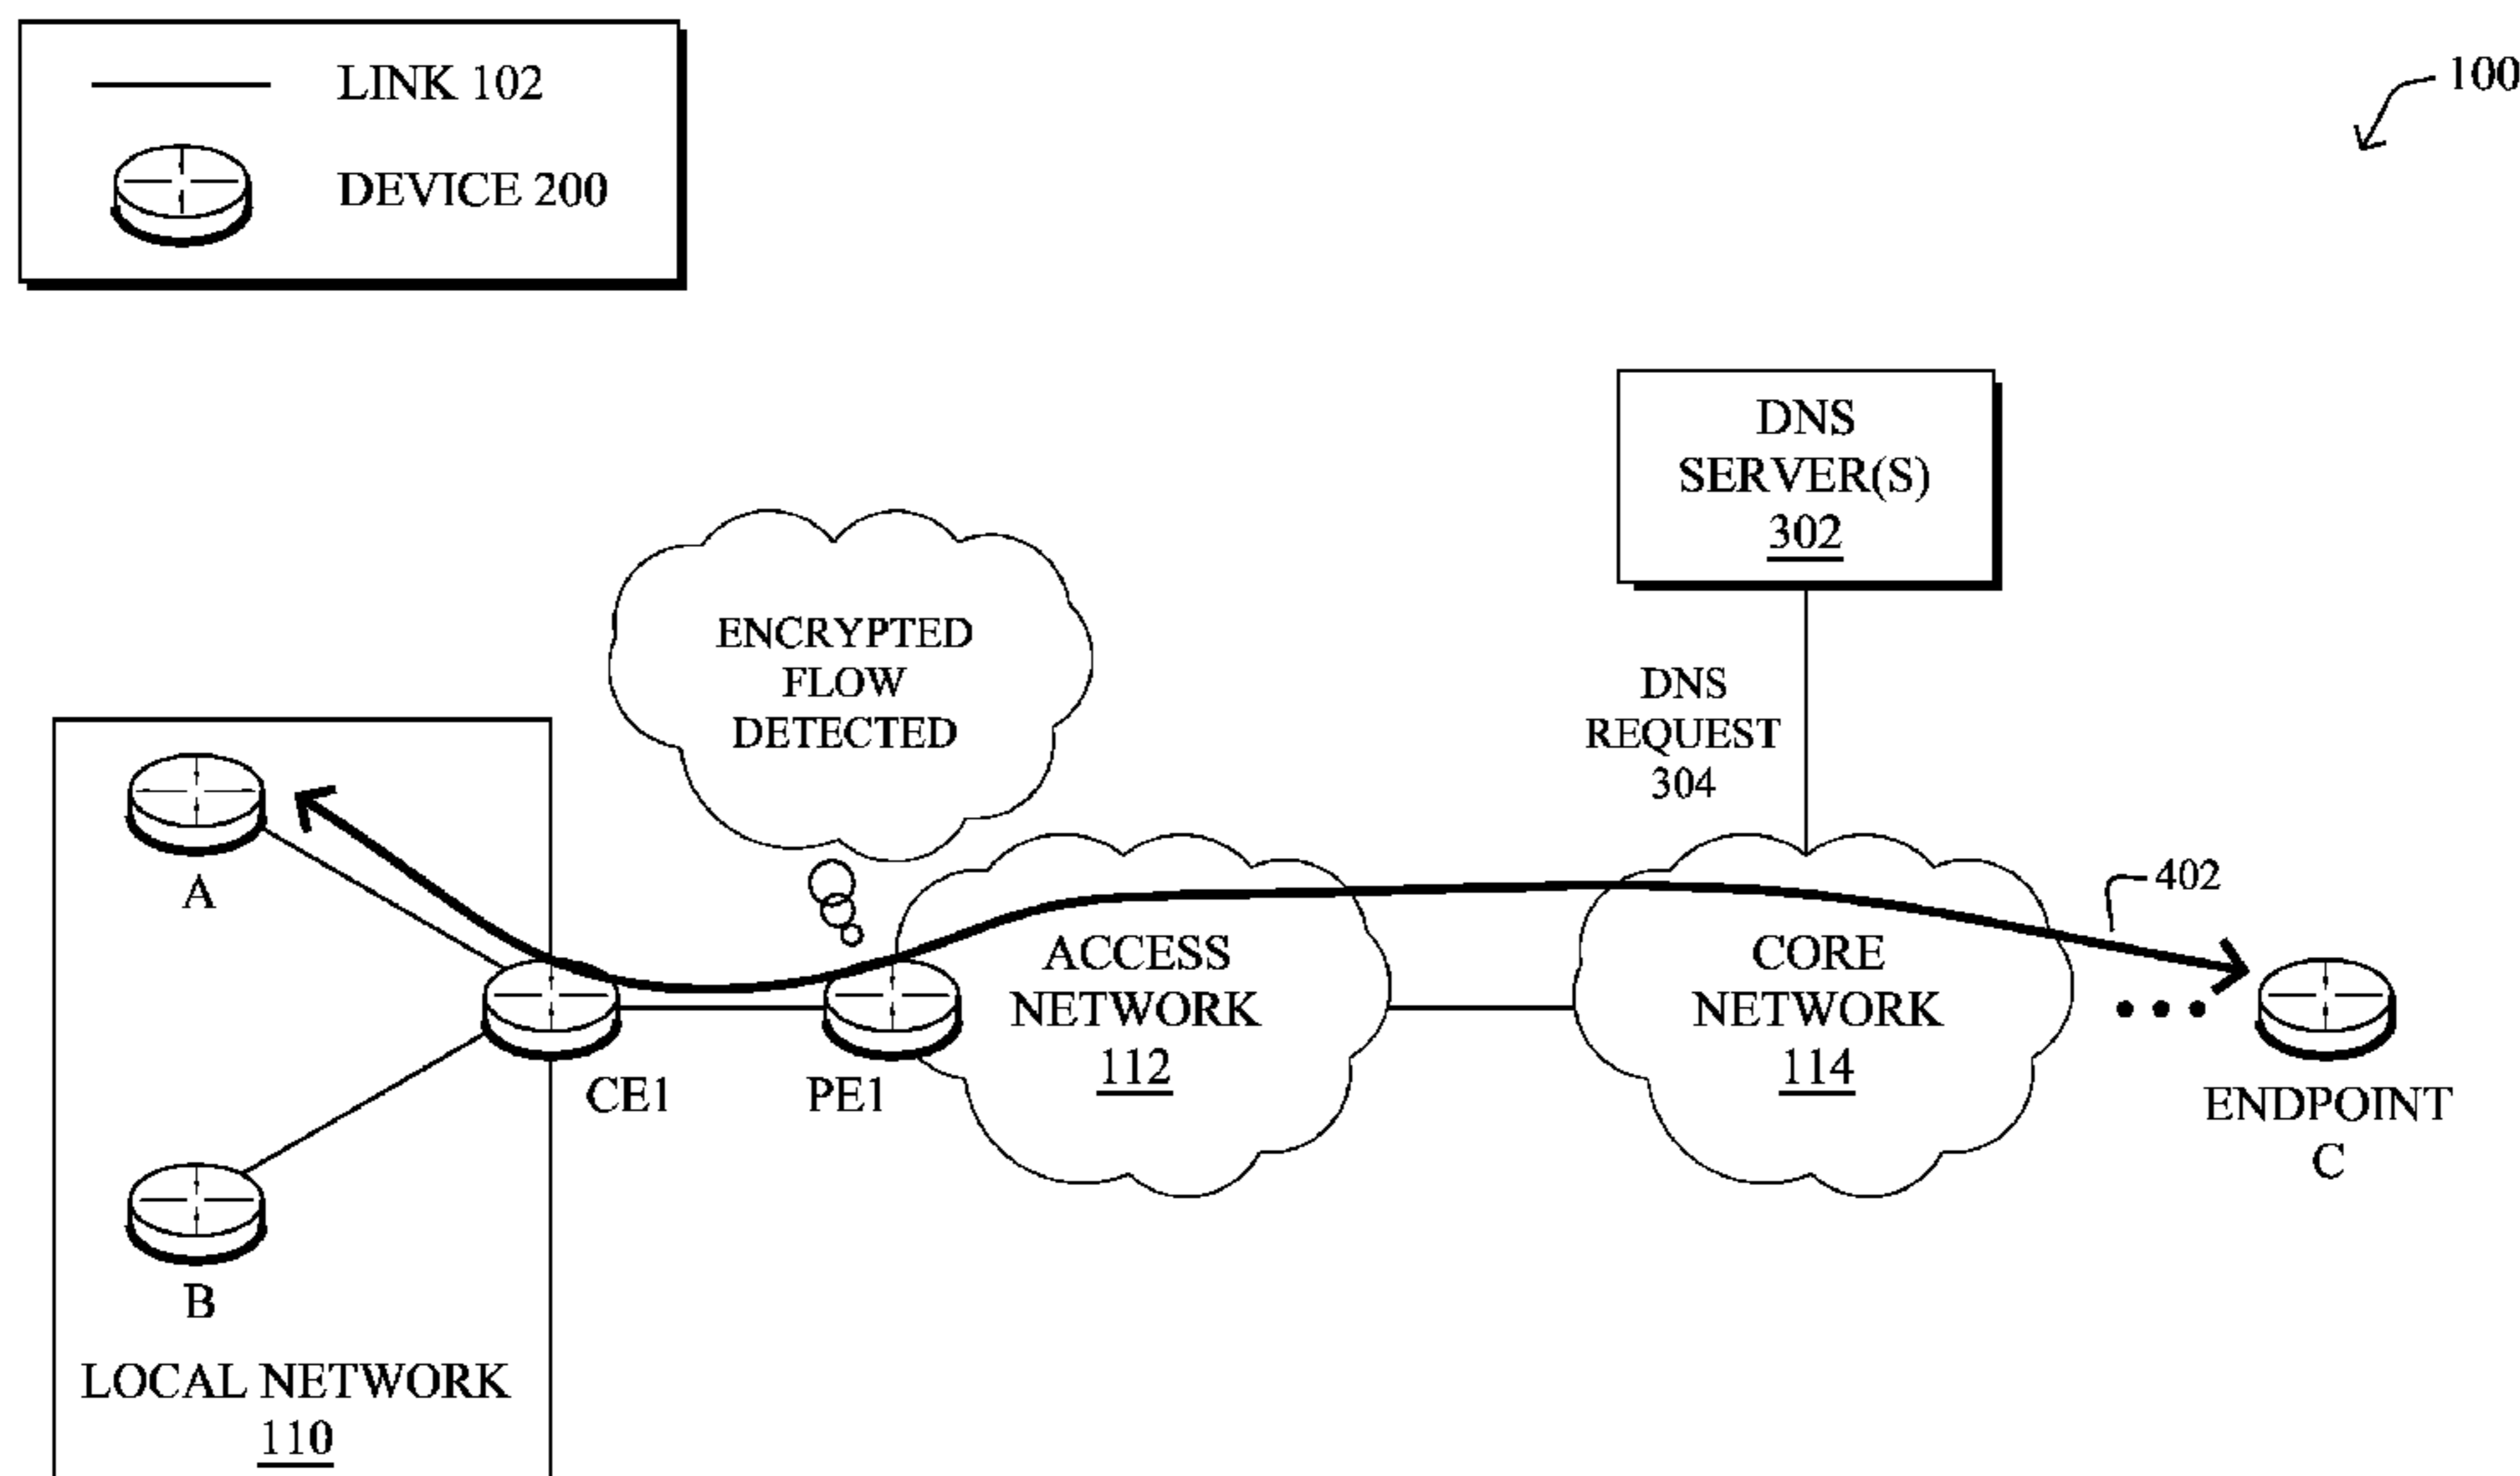 LINK 102
DEVICE 200
100
DNS
SERVER(S)
302
ENCRYPTED
FLOW
DETECTED
DNS
REQUEST
304
A
402
ACCESS
NETWORK
112
CORE
NETWORK
114
CE1
PE1
ENDPOINT
C
B
LOCAL NETWORK
110